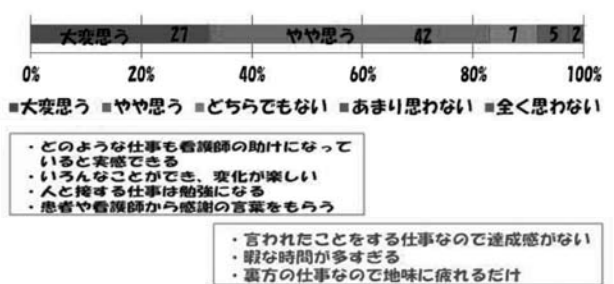 大変思う 27 やや思う 42 7 5 2
0% 20% 40% 60% 80% 100%
■大変思う ■やや思う ■どちらでもない ■あまり思わない ■全く思わない
・どのような仕事も看護師の助けになって
いると実感できる
・いろんなことができ、変化が楽しい
・人と接する仕事は勉強になる
・患者や看護師から感謝の言葉をもらう
・言われたことをする仕事なので達成感がない
・暇な時間が多すぎる
・裏方の仕事なので地味に疲れるだけ